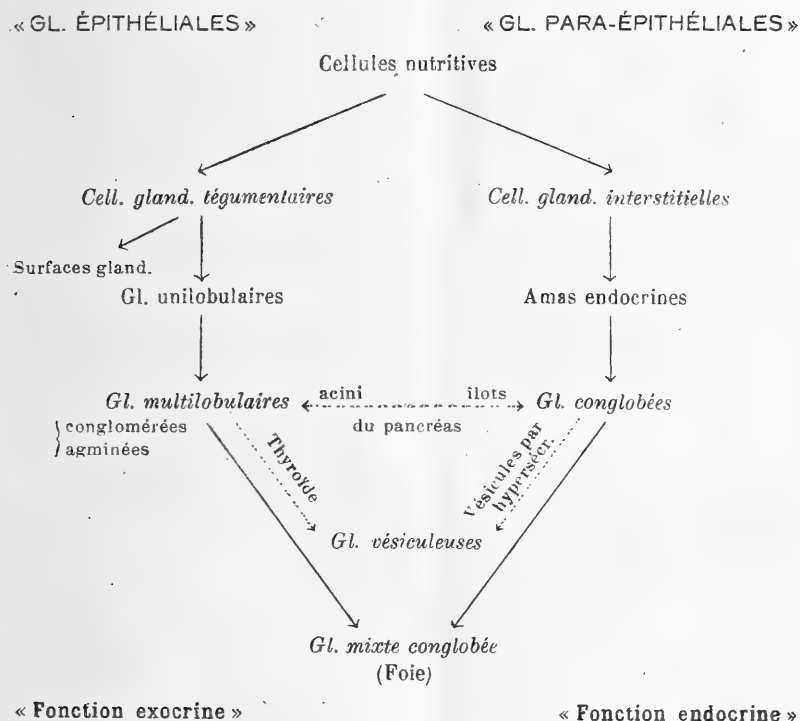 « GL. ÉPITHÉLIALES »
« GL. PARA-ÉPITHÉLIALES »
Cellules nutritives
Cell. gland. tégumentaires
Cell. gland. interstitielles
Surfaces gland.
Gl. unilobulaires
Amas endocrines
Gl. multilobulaires
acini
îlots
Gl. conglobées
du pancréas
conglomérées
agminées
Thyroïde
Vésicules par
hypersécr.
Gl. vésiculeuses
Gl. mixte conglobée
(Foie)
« Fonction exocrine »
« Fonction endocrine »